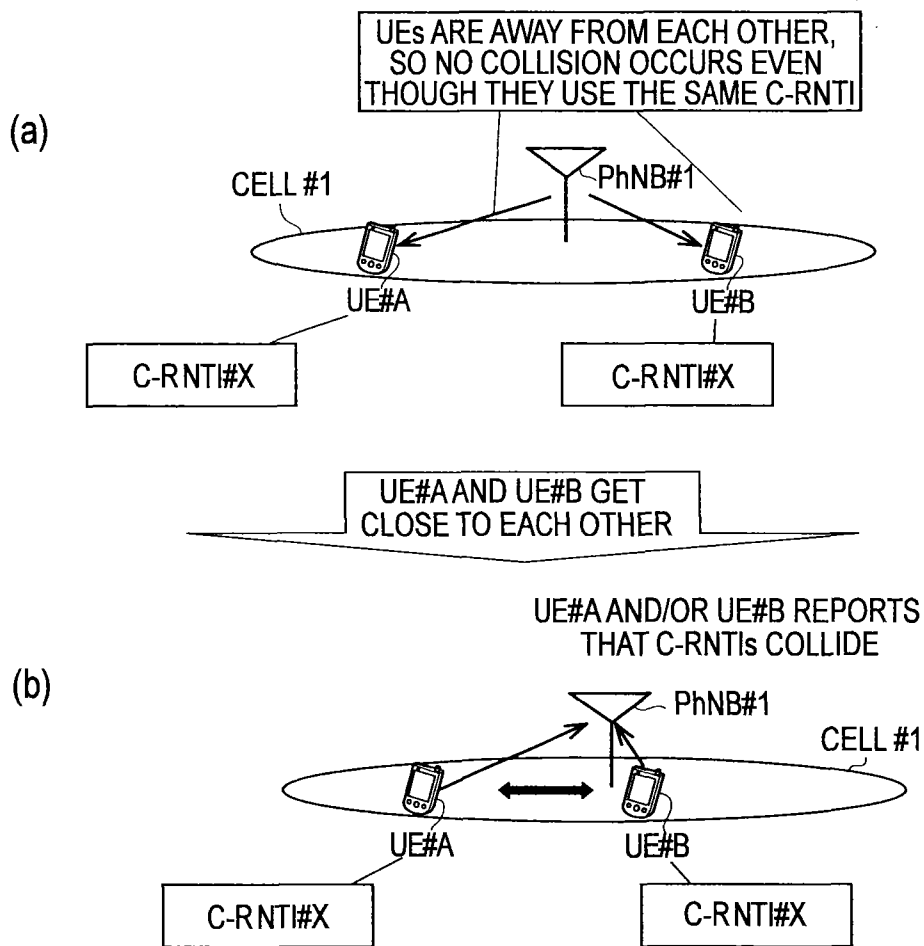 UEs ARE AWAY FROM EACH OTHER,
SO NO COLLISION OCCURS EVEN
THOUGH THEY USE THE SAME C-RNTI
(a)
PhNB#1
CELL #1
UE#A
UE#B
C-RNTI#X
C-RNTI#X
UE#A AND UE#B GET
CLOSE TO EACH OTHER
UE#A AND/OR UE#B REPORTS
THAT C-RNTIs COLLIDE
(b)
PhNB#1
CELL #1
UE#A
UE#B
C-RNTI#X
C-RNTI#X